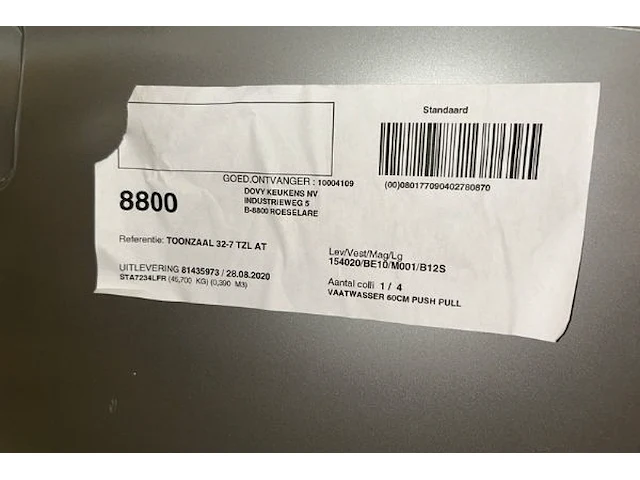 Standaard
(00)080177090402780870
GOED.ONTVANGER : 10004109
DOVY KEUKENS NV
INDUSTRIEWEG 5
B-8800 ROESELARE
8800
Referentie: TOONZAAL 32-7 TZL AT
Lev/Vest/Mag/Lg
154020/BE10/M001/B12S
UITLEVERING 81435973 / 28.08.2020
STA7234LFR (46,700 KG) (0,390 M3)
Aantal colli 1 / 4
VAATWASSER 60CM PUSH PULL